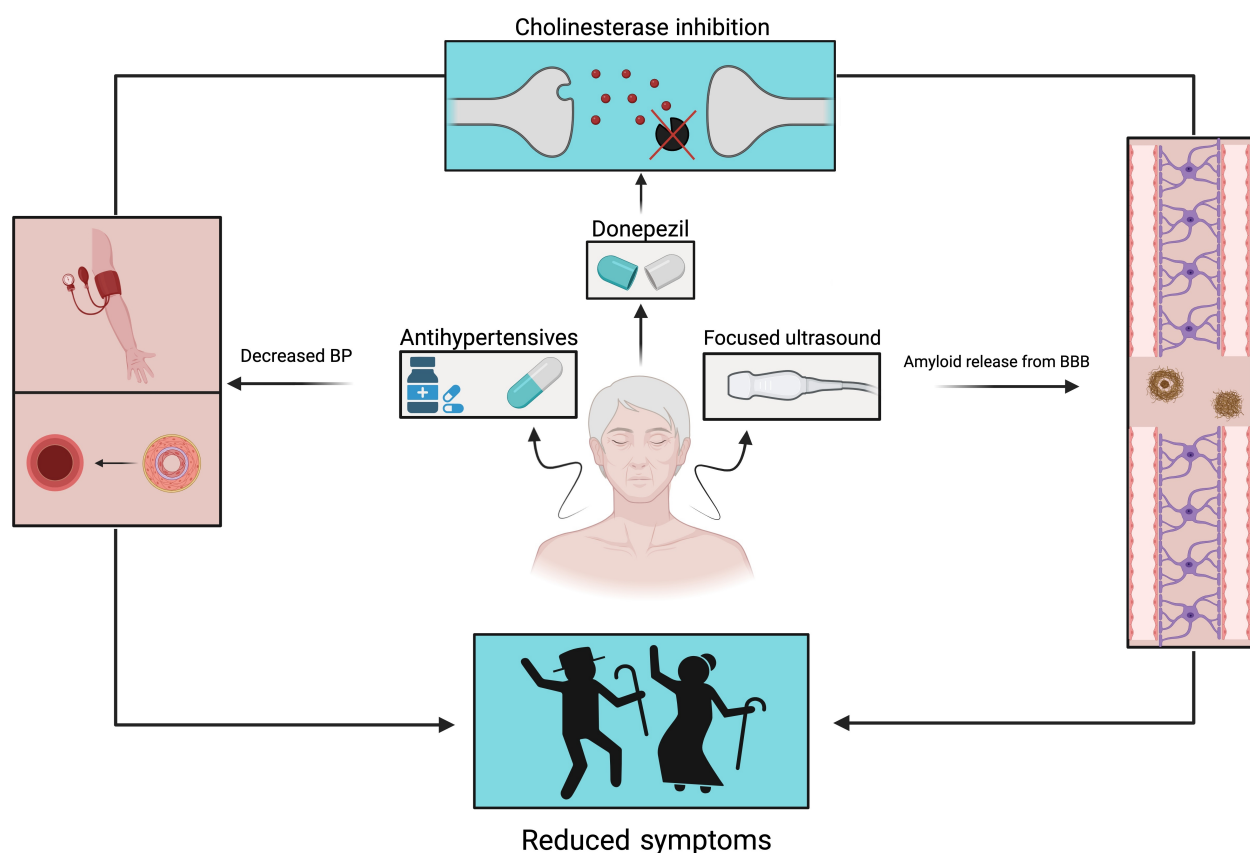 Cholinesterase inhibition
Donepezil
Antihypertensives
Focused ultrasound
Decreased BP
Amyloid release from BBB
Reduced symptoms